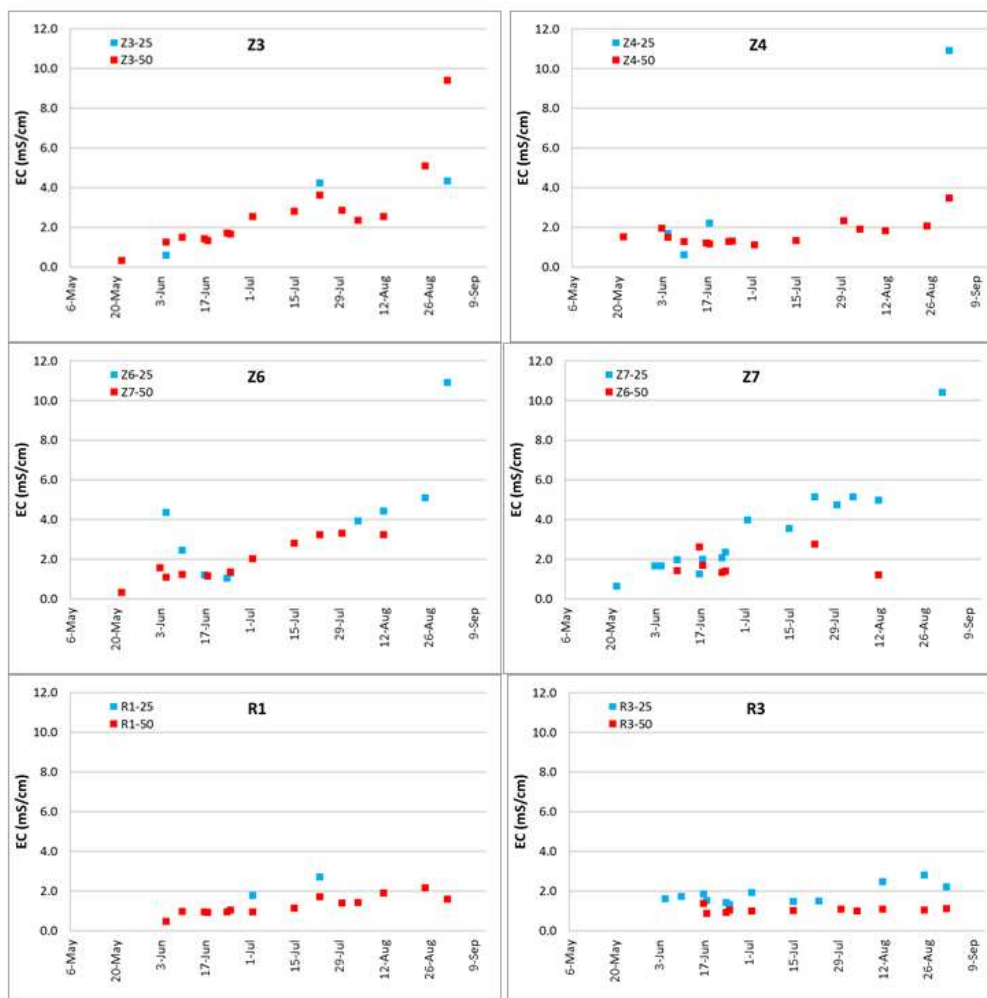 Z3
Z3-25
Z3-50
EC (mS/cm)
12.0
10.0
8.0
6.0
4.0
2.0
0.0
6-May
20-May
3-Jun
17-Jun
1-Jul
15-Jul
29-Jul
12-Aug
26-Aug
9-Sep
Z4
Z4-25
Z4-50
EC (mS/cm)
12.0
10.0
8.0
6.0
4.0
2.0
0.0
6-May
20-May
3-Jun
17-Jun
1-Jul
15-Jul
29-Jul
12-Aug
26-Aug
9-Sep
Z6
Z6-25
Z7-50
EC (mS/cm)
12.0
10.0
8.0
6.0
4.0
2.0
0.0
6-May
20-May
3-Jun
17-Jun
1-Jul
15-Jul
29-Jul
12-Aug
26-Aug
9-Sep
Z7
Z7-25
Z6-50
EC (mS/cm)
12.0
10.0
8.0
6.0
4.0
2.0
0.0
6-May
20-May
3-Jun
17-Jun
1-Jul
15-Jul
29-Jul
12-Aug
26-Aug
9-Sep
R1
R1-25
R1-50
EC (mS/cm)
12.0
10.0
8.0
6.0
4.0
2.0
0.0
6-May
20-May
3-Jun
17-Jun
1-Jul
15-Jul
29-Jul
12-Aug
26-Aug
9-Sep
R3
R3-25
R3-50
EC (mS/cm)
12.0
10.0
8.0
6.0
4.0
2.0
0.0
6-May
20-May
3-Jun
17-Jun
1-Jul
15-Jul
29-Jul
12-Aug
26-Aug
9-Sep